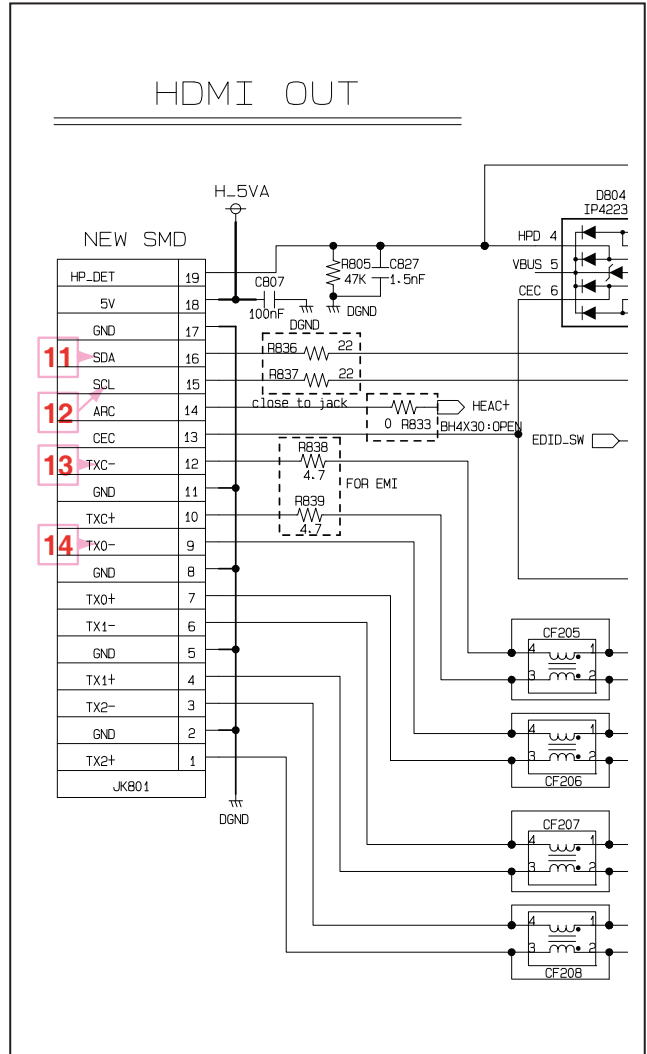 HDMI OUT
H_5VA
D804
IP4223
NEW SMD
HPD 4
VBUS 5
CEC 6
HP_DET 19
5V 18
GND 17
11 SDA 16
SCL 15
12 ARC 14
CEC 13
13 TXC- 12
GND 11
TXC+ 10
14 TX0- 9
GND 8
TX0+ 7
TX1- 6
GND 5
TX1+ 4
TX2- 3
GND 2
TX2+ 1
JK801
C807
100nF
DGND
R805
47K
C827
1.5nF
DGND
R836 22
R837 22
close to jack
0 R833
HEAC+
BH4X30:OPEN
EDID_SW
R838
4.7
FOR EMI
R839
4.7
DGND
CF205
4 1
3 2
4 1
3 2
CF206
CF207
4 1
3 2
4 1
3 2
CF208